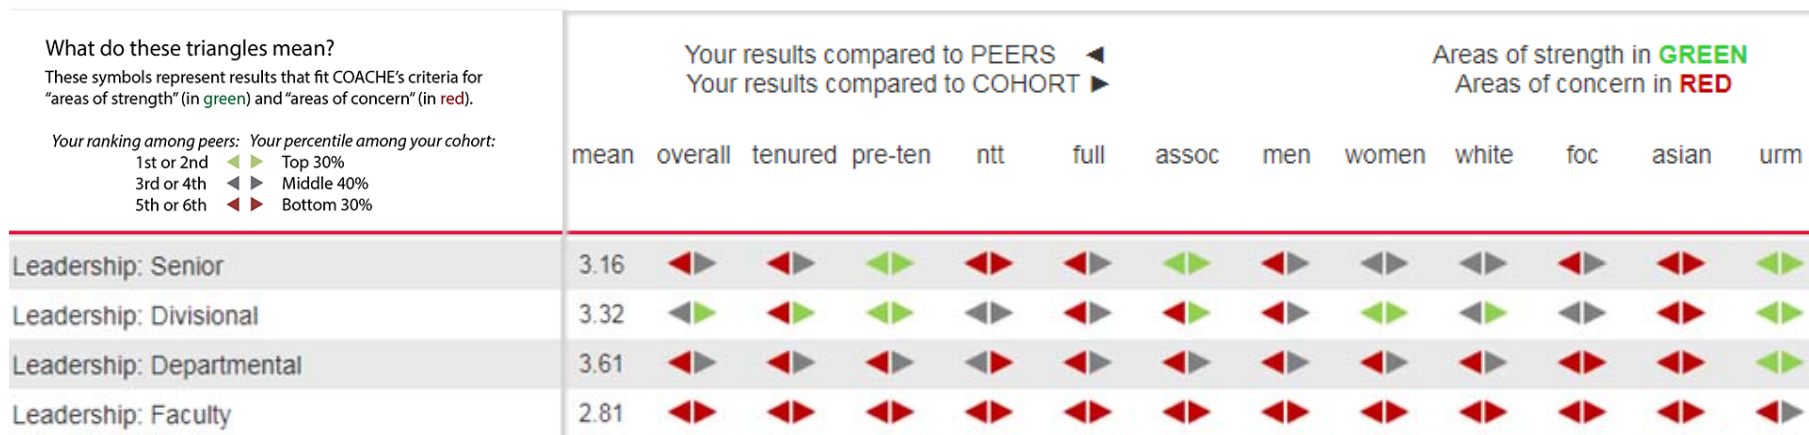 What do these triangles mean?
These symbols represent results that fit COACHE's criteria for
"areas of strength" (in green) and "areas of concern" (in red).
Your ranking among peers: Your percentile among your cohort:
1st or 2nd Top 30%
3rd or 4th Middle 40%
5th or 6th Bottom 30%
Your results compared to PEERS
Your results compared to COHORT
Areas of strength in GREEN
Areas of concern in RED
mean overall tenured pre-ten ntt full assoc men women white foc asian urm
Leadership: Senior 3.16
Leadership: Divisional 3.32
Leadership: Departmental 3.61
Leadership: Faculty 2.81